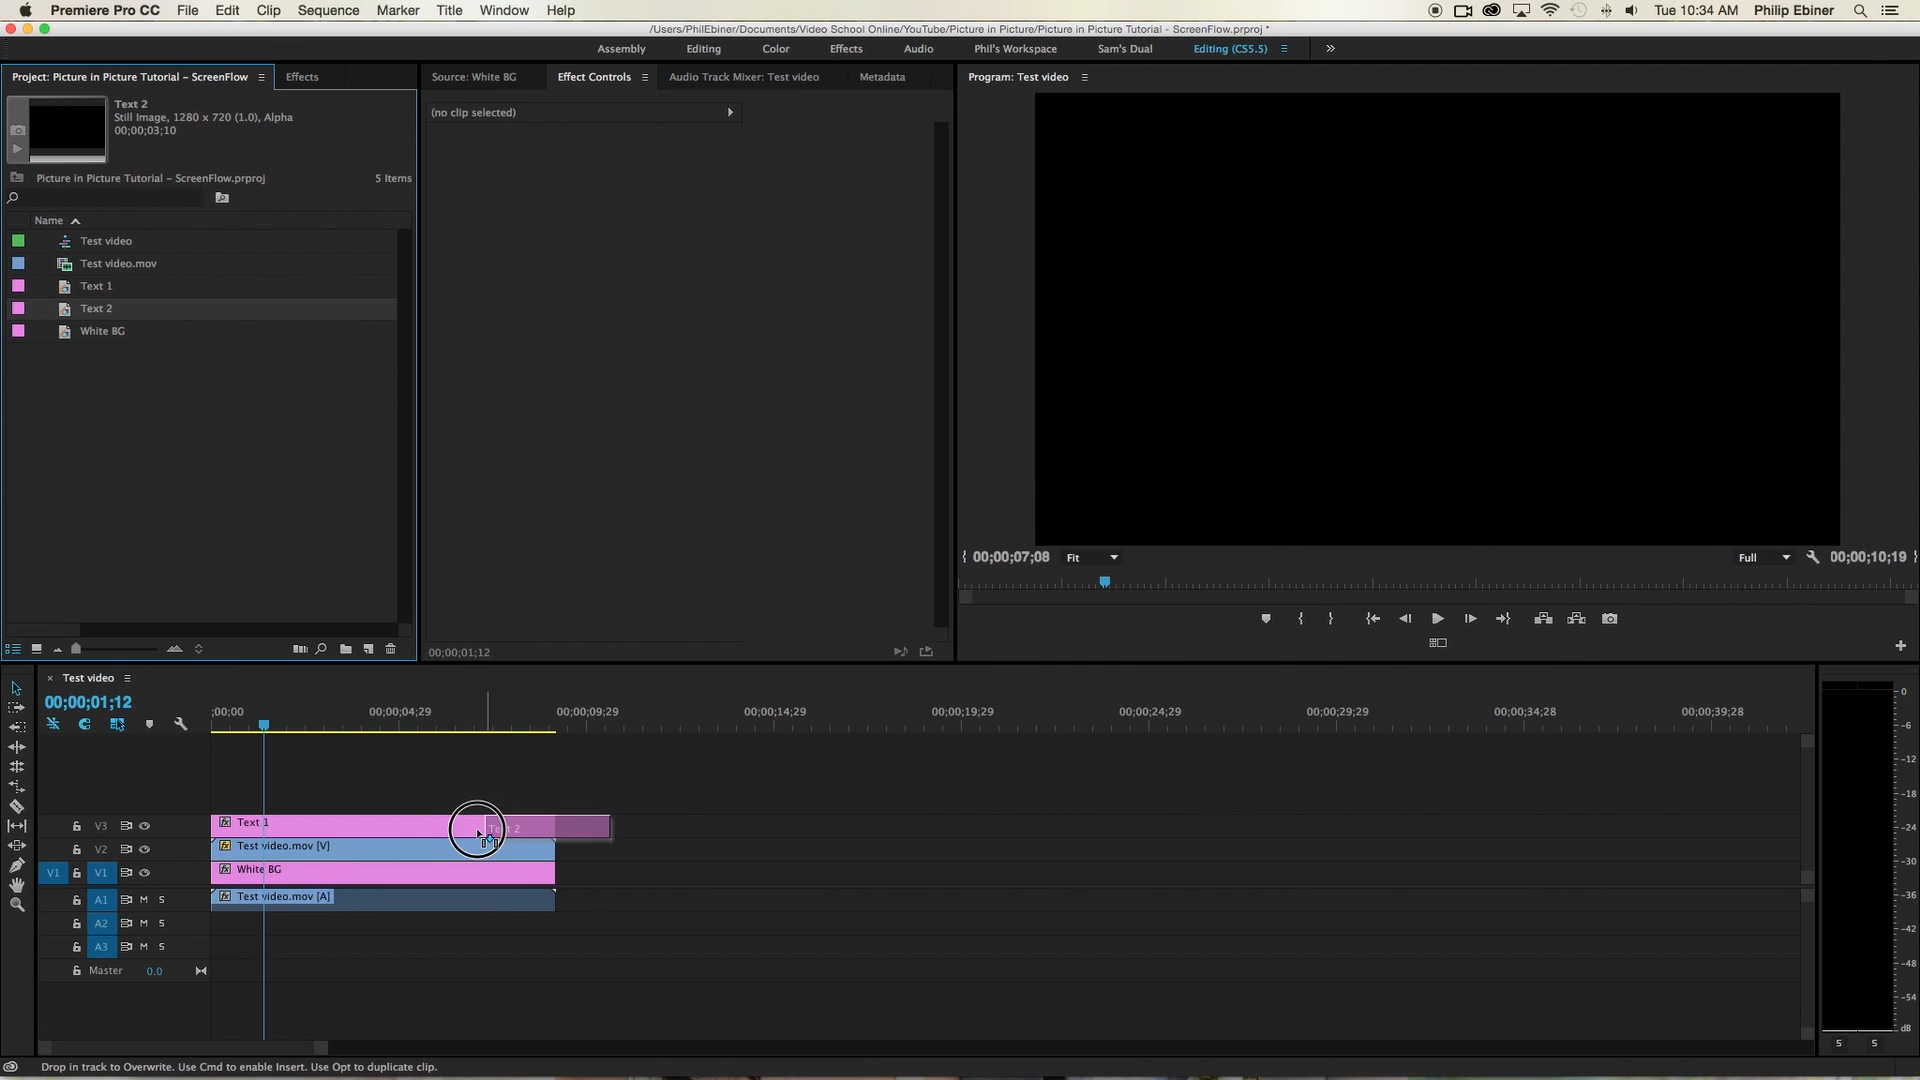 Premiere Pro CC File Edit Clip Sequence Marker Title Window Help Tue 10:34 AM Philip Ebiner
/Users/PhilEbiner/Documents/Video School Online/YouTube/Picture in Picture/Picture in Picture Tutorial - ScreenFlow.prproj *
Assembly Editing Color Effects Audio Phil's Workspace Sam's Dual Editing (CS5.5)
Project: Picture in Picture Tutorial - ScreenFlow Effects Source: White BG Effect Controls Audio Track Mixer: Test video Metadata Program: Test video
Text 2
Still Image, 1280 x 720 (1.0), Alpha
00;00;03;10
(no clip selected)
Picture in Picture Tutorial - ScreenFlow.prproj 5 Items
Name
Test video
Test video.mov
Text 1
Text 2
White BG
00;00;07;08 Fit Full 00;00;10;19
00;00;01;12
Test video
00;00;01;12
;00;00 00;00;04;29 00;00;09;29 00;00;14;29 00;00;19;29 00;00;24;29 00;00;29;29 00;00;34;28 00;00;39;28
V3 Text 1 Text 2
V2 Test video.mov [V]
V1 V1 White BG
A1 M S Test video.mov [A]
A2 M S
A3 M S
Master 0.0
0
-6
-12
-18
-24
-30
-36
-42
-48
-54
dB
S S
Drop in track to Overwrite. Use Cmd to enable Insert. Use Opt to duplicate clip.